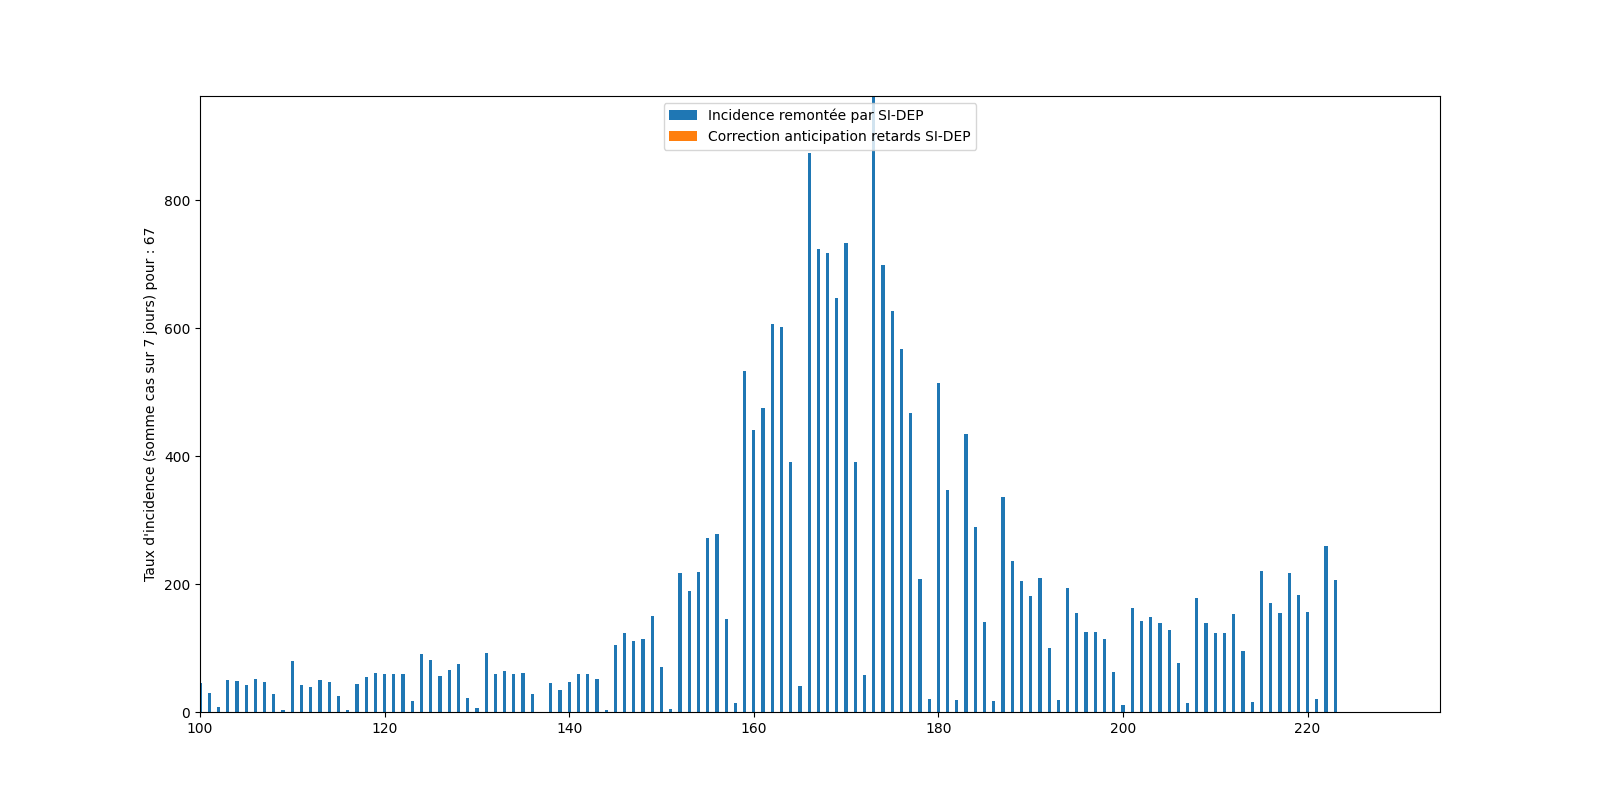 Incidence remontée par SI-DEP
Correction anticipation retards SI-DEP
Taux d'incidence (somme cas sur 7 jours) pour : 67
800
600
400
200
0
100 120 140 160 180 200 220